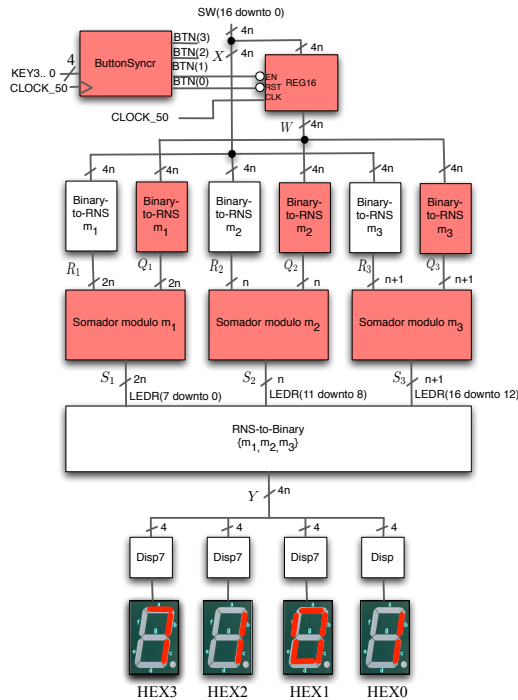 SW(16 downto 0)
4n
BTN(3)
BTN(2)
X
4n
4n
4
ButtonSyncr
BTN(1)
EN
REG16
KEY3.. 0
BTN(0)
RST
CLOCK_50
CLK
CLOCK_50
W
4n
4n
4n
4n
4n
4n
4n
Binary-to-RNS m1
Binary-to-RNS m1
Binary-to-RNS m2
Binary-to-RNS m2
Binary-to-RNS m3
Binary-to-RNS m3
R1
2n
Q1
2n
R2
n
Q2
n
R3
n+1
Q3
n+1
Somador modulo m1
Somador modulo m2
Somador modulo m3
S1
2n
S2
n
S3
n+1
LEDR(7 downto 0)
LEDR(11 downto 8)
LEDR(16 downto 12)
RNS-to-Binary
{m1,m2,m3}
Y
4n
4
4
4
4
Disp7
Disp7
Disp7
Disp
HEX3
HEX2
HEX1
HEX0